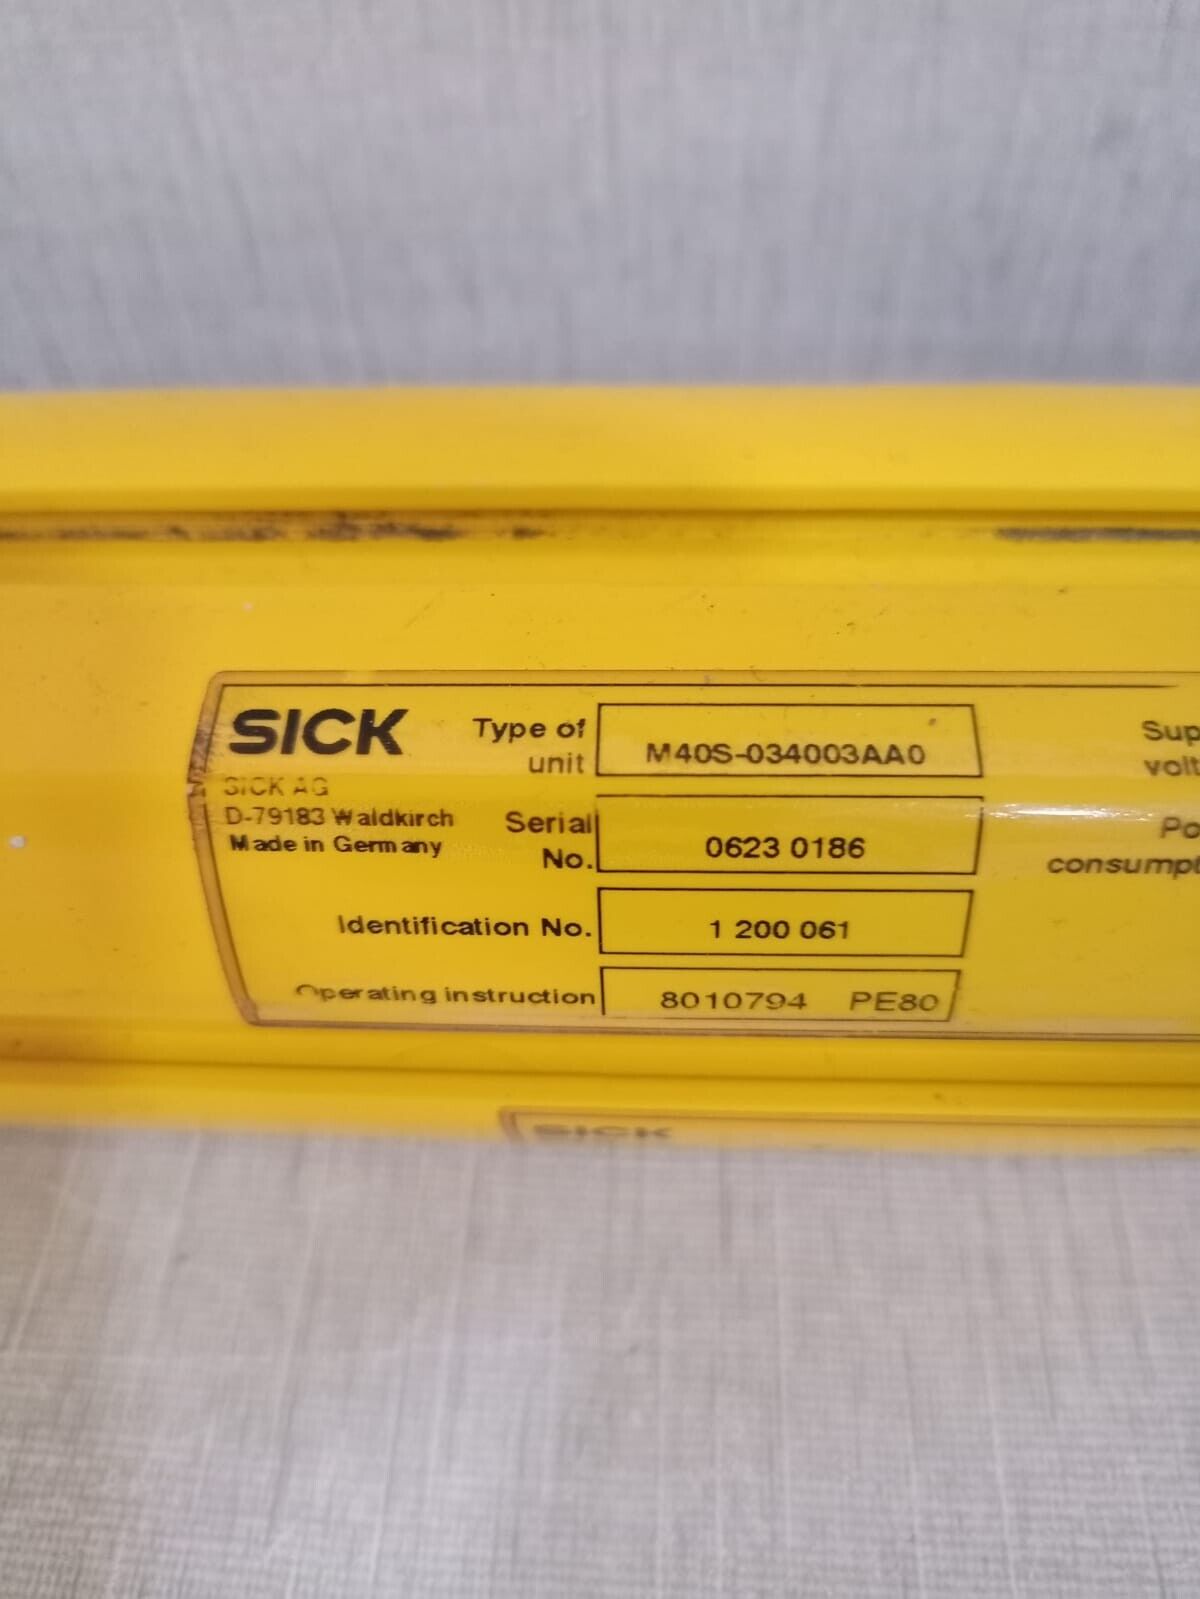 SICK
SICK AG
D-79183 Waldkirch
Made in Germany
Type of
unit
M40S-034003AA0
Serial
No.
0623 0186
Identification No.
1 200 061
Operating instruction
8010794 PE80
Sup
volt
Po
consumpt
SICK